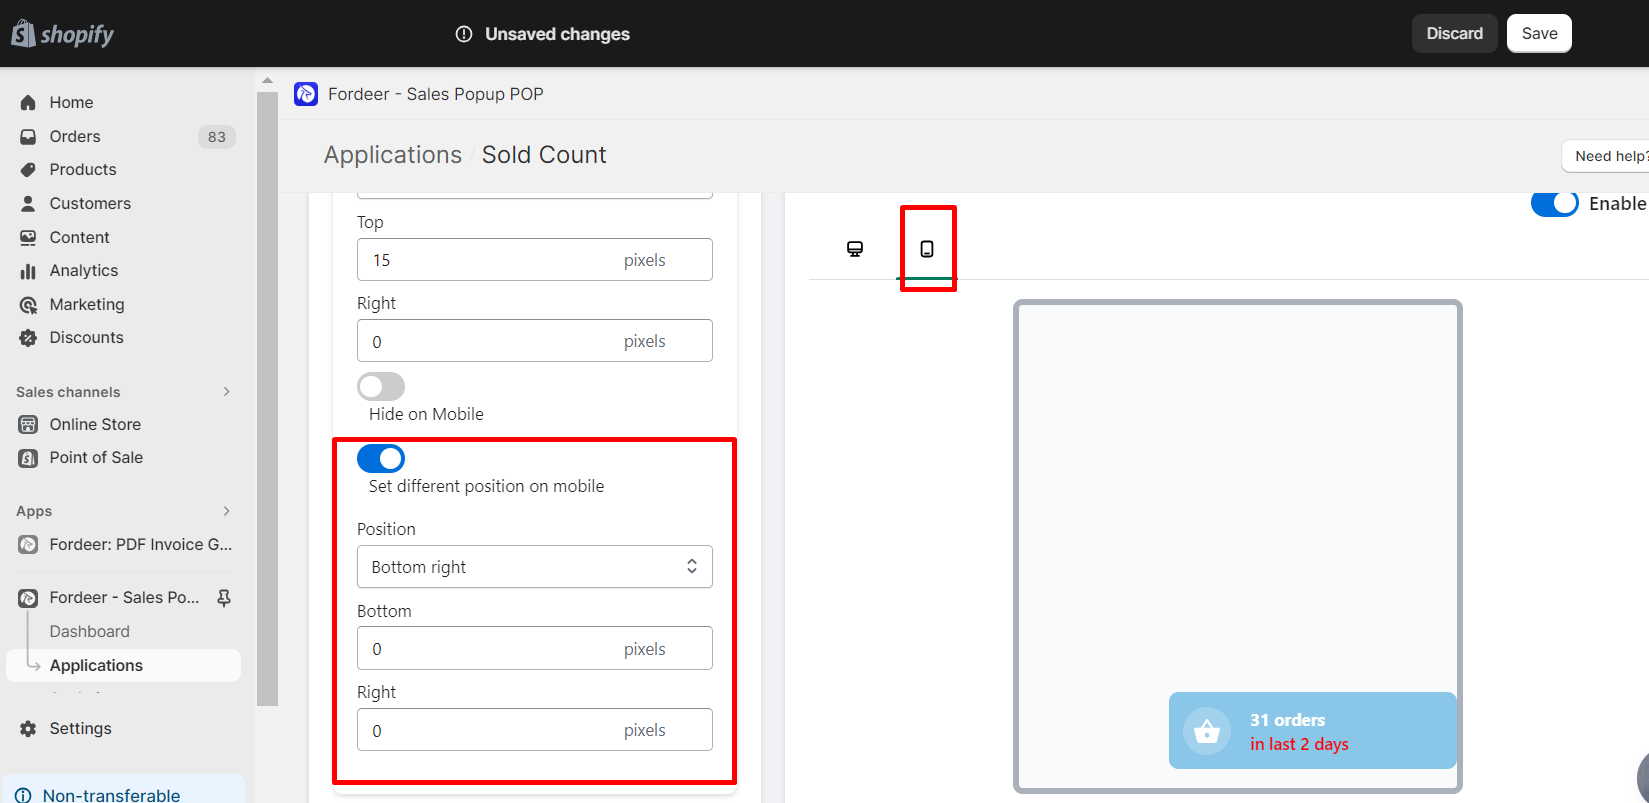 shopify
Unsaved changes
Discard
Save
Home
Orders
83
Products
Customers
Content
Analytics
Marketing
Discounts
Sales channels
Online Store
Point of Sale
Apps
Fordeer: PDF Invoice G...
Fordeer - Sales Po...
Dashboard
Applications
Settings
Non-transferable
Fordeer - Sales Popup POP
Applications / Sold Count
Need help?
Top
15 pixels
Right
0 pixels
Hide on Mobile
Set different position on mobile
Position
Bottom right
Bottom
0 pixels
Right
0 pixels
Enable
31 orders
in last 2 days